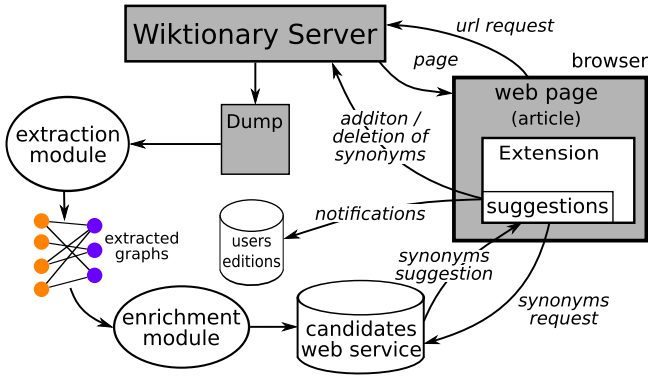 Wiktionary Server
url request
page
browser
web page
(article)
Dump
additon /
deletion of
synonyms
Extension
extraction
module
suggestions
notifications
users
editions
extracted
graphs
synonyms
suggestion
synonyms
request
enrichment
module
candidates
web service